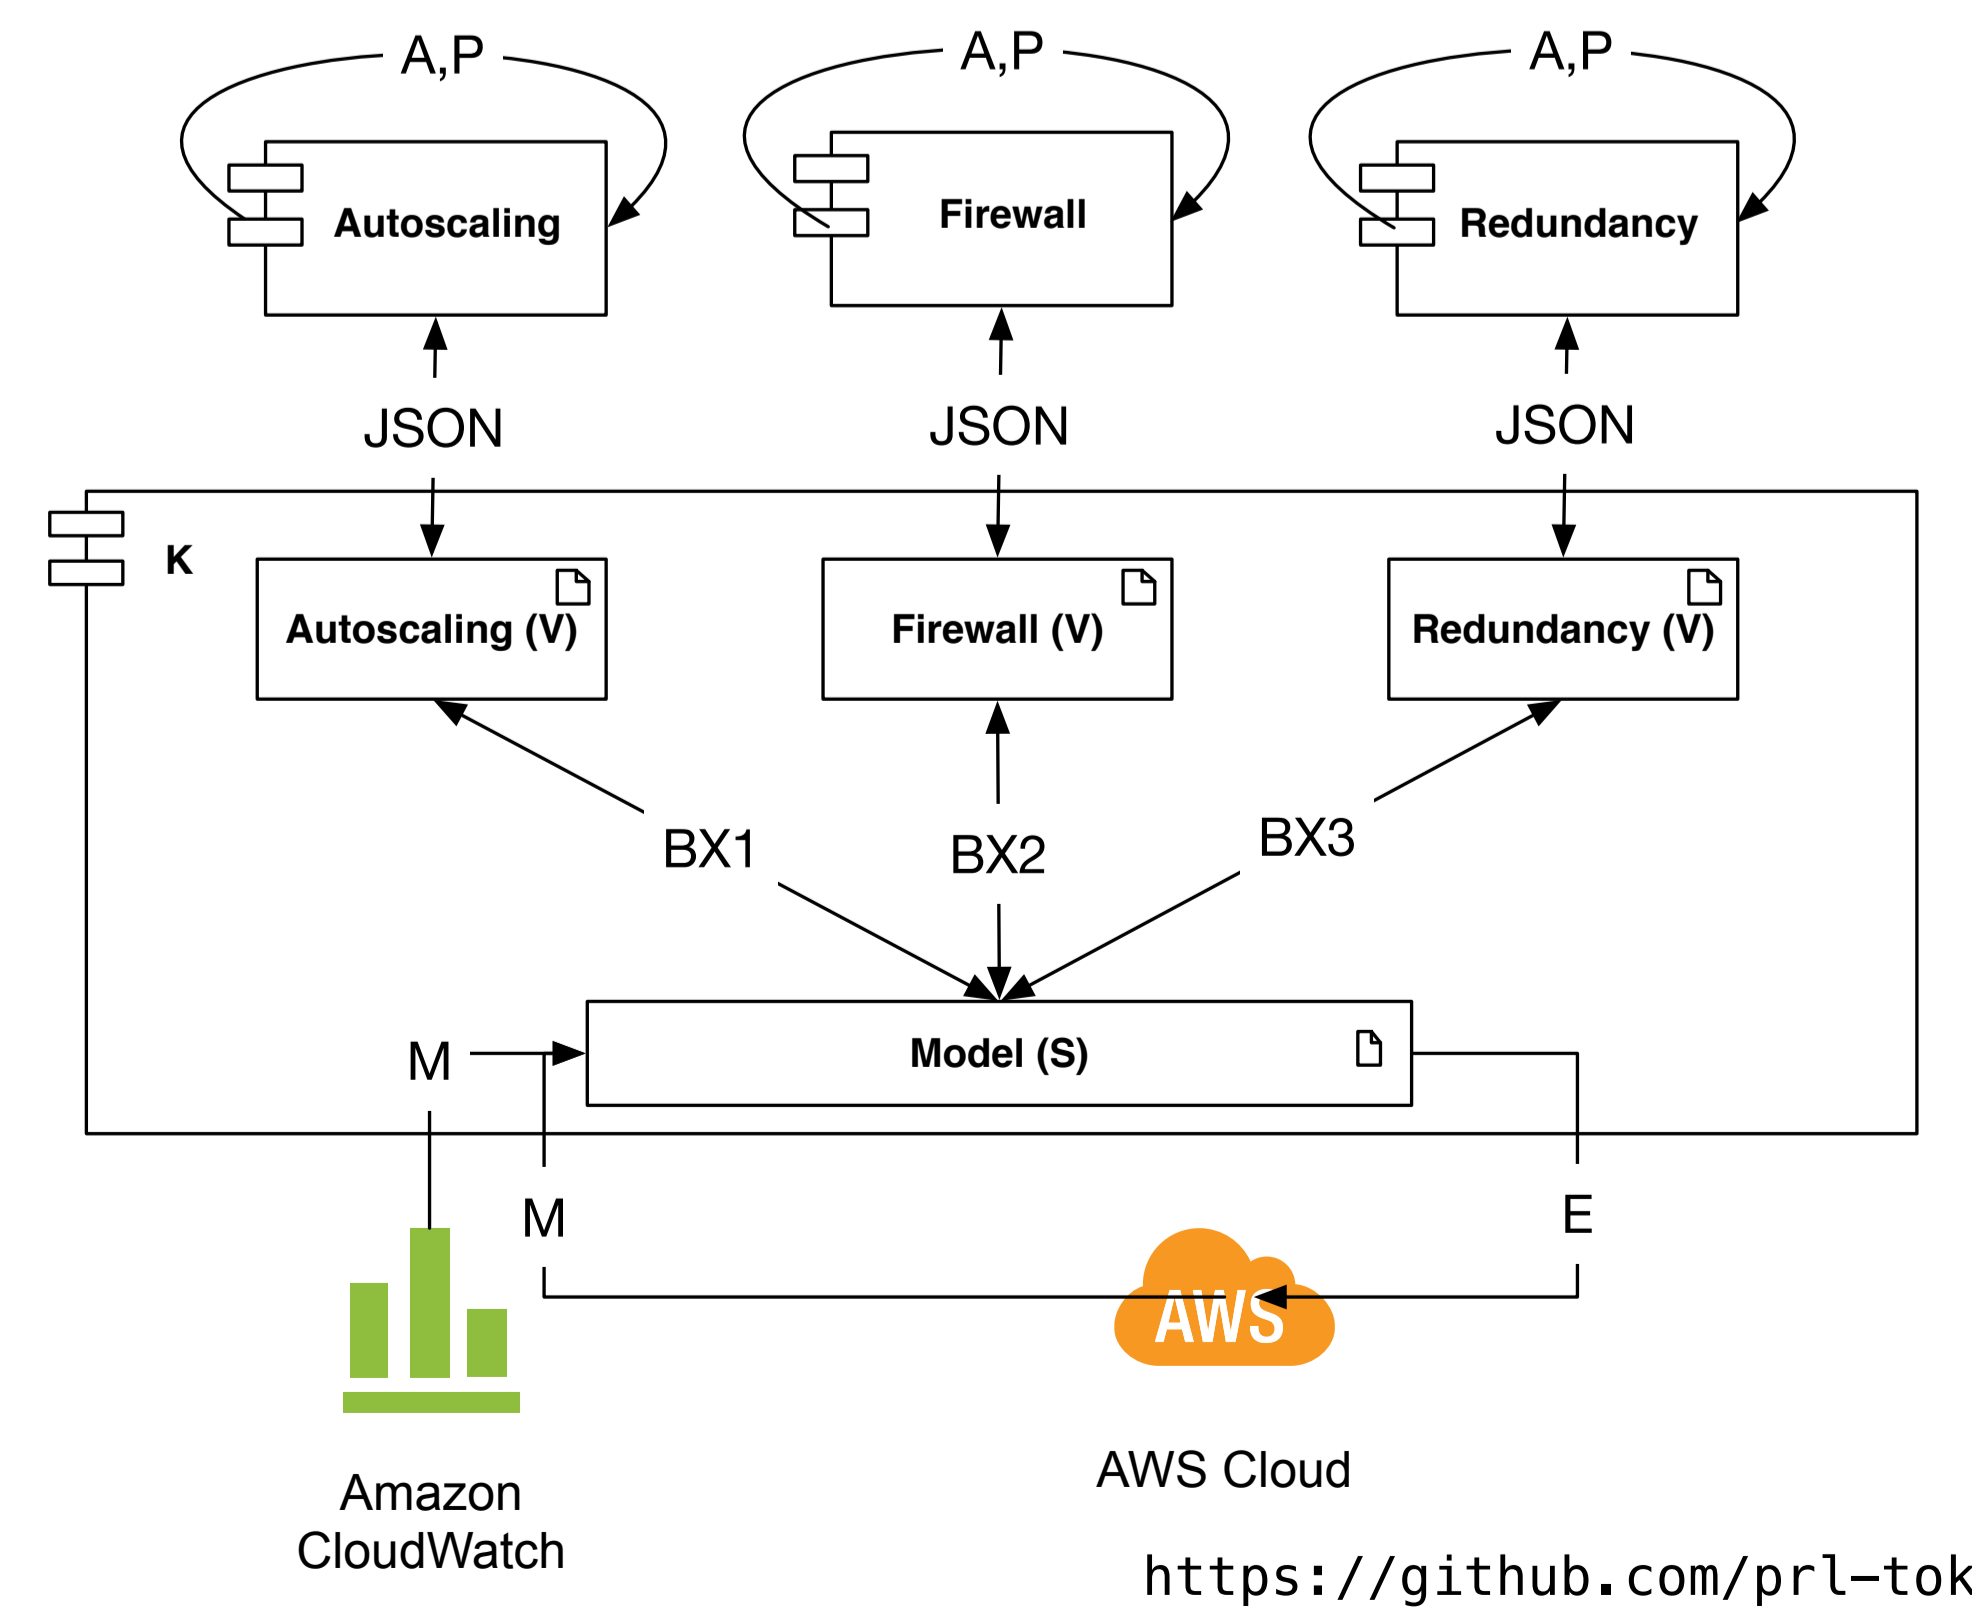 A,P
A,P
A,P
Autoscaling
Firewall
Redundancy
JSON
JSON
JSON
K
Autoscaling (V)
Firewall (V)
Redundancy (V)
BX1
BX2
BX3
M
Model (S)
M
E
AWS
AWS Cloud
Amazon
CloudWatch
https://github.com/prl-tok